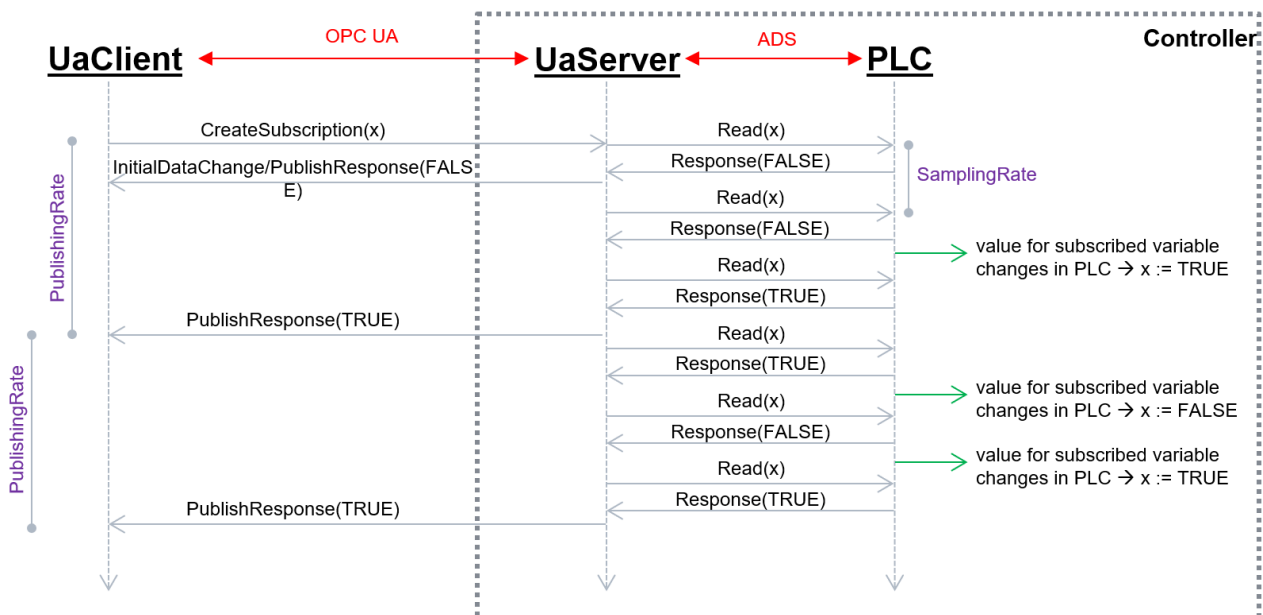 OPC UA
ADS
Controller
UaClient
UaServer
PLC
CreateSubscription(x)
Read(x)
InitialDataChange/PublishResponse(FALS
E)
Response(FALSE)
SamplingRate
Read(x)
Response(FALSE)
PublishingRate
value for subscribed variable
changes in PLC → x := TRUE
Read(x)
Response(TRUE)
PublishResponse(TRUE)
Read(x)
Response(TRUE)
PublishingRate
value for subscribed variable
changes in PLC → x := FALSE
Read(x)
Response(FALSE)
value for subscribed variable
changes in PLC → x := TRUE
Read(x)
Response(TRUE)
PublishResponse(TRUE)